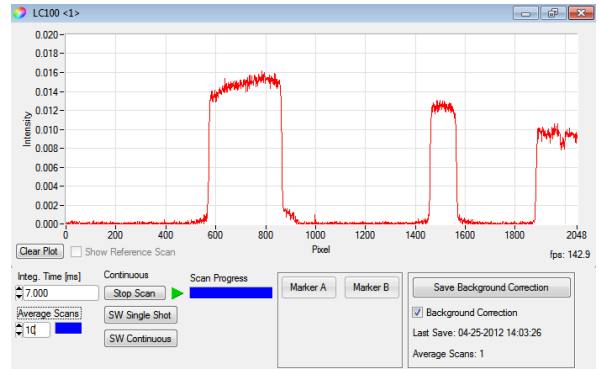 LC100 <1>
0.020
0.018
0.016
0.014
0.012
0.010
0.008
0.006
0.004
0.002
0.000
Intensity
0 200 400 600 800 1000 1200 1400 1600 1800 2048
Pixel
Clear Plot Show Reference Scan fps: 142.9
Integ. Time [ms] Continuous Scan Progress
7.000 Stop Scan Marker A Marker B Save Background Correction
Average Scans SW Single Shot Background Correction
10 Last Save: 04-25-2012 14:03:26
SW Continuous
Average Scans: 1